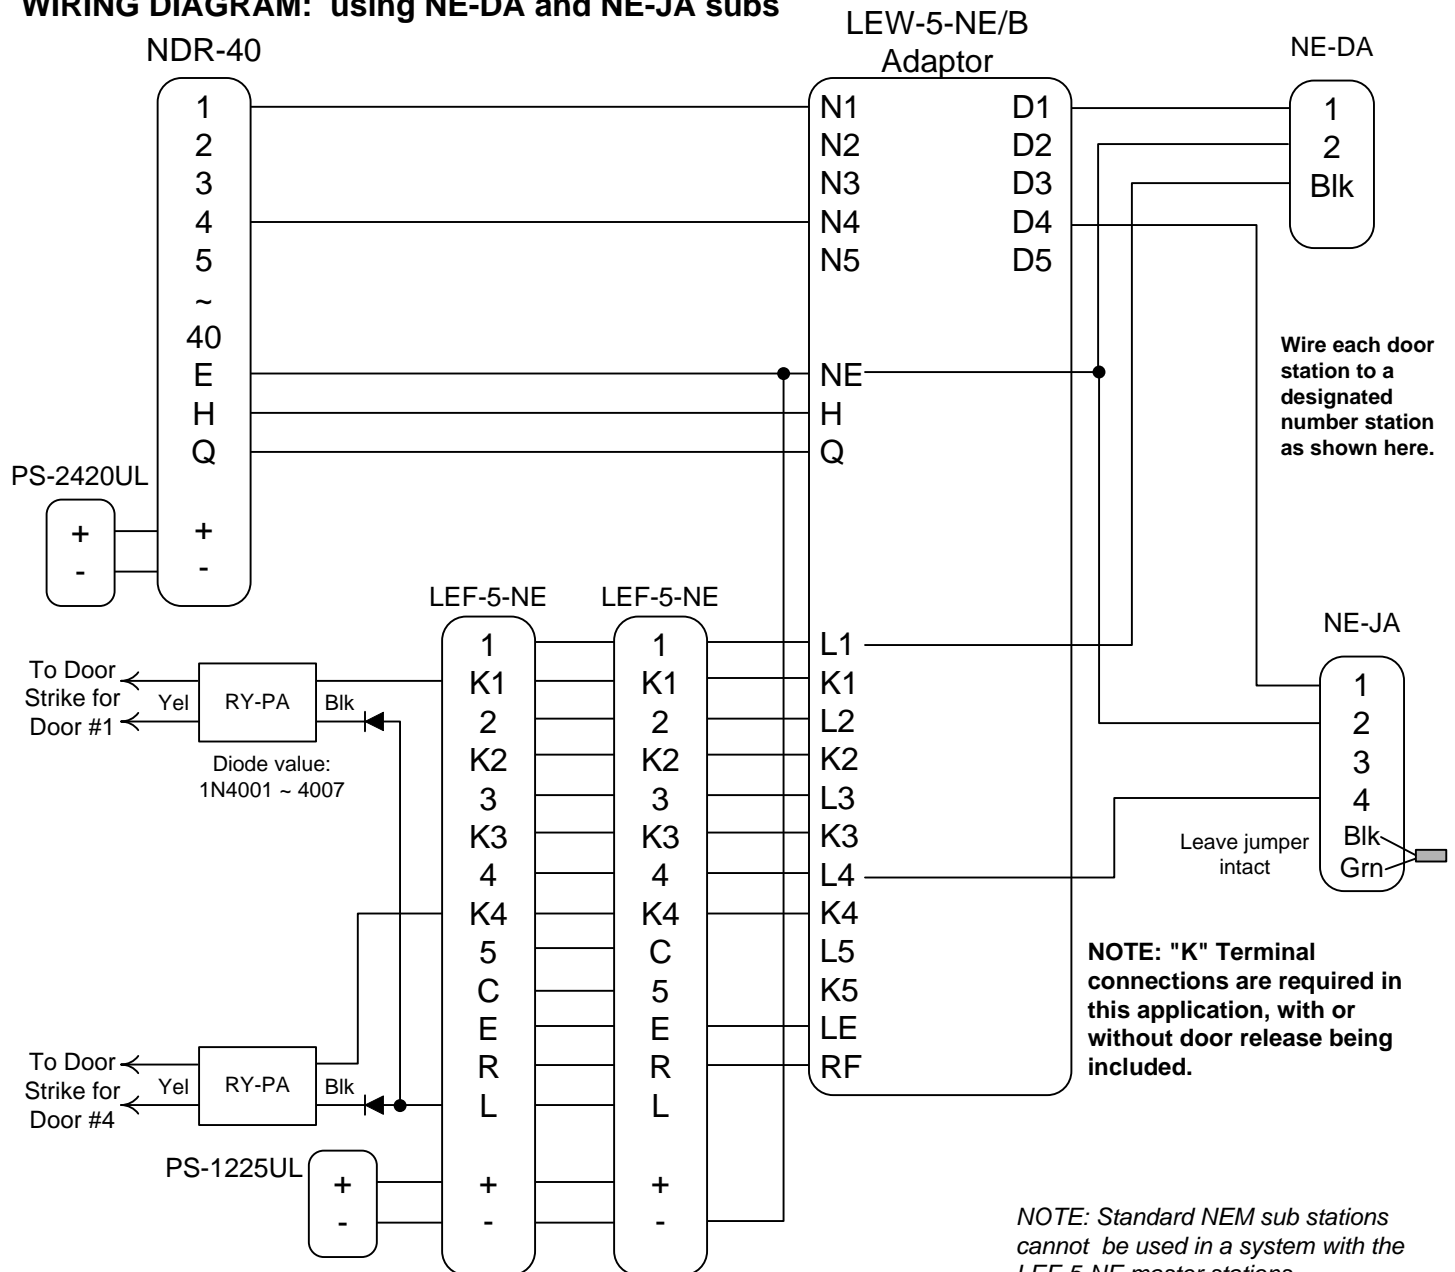 WIRING DIAGRAM: using NE-DA and NE-JA subs
NDR-40
1
2
3
4
5
~
40
E
H
Q
+
-
PS-2420UL
+
-
LEW-5-NE/B
Adaptor
N1 D1
N2 D2
N3 D3
N4 D4
N5 D5
NE
H
Q
L1
K1
L2
K2
L3
K3
L4
K4
L5
K5
LE
RF
NE-DA
1
2
Blk
Wire each door
station to a
designated
number station
as shown here.
NE-JA
1
2
3
4
Blk
Grn
Leave jumper
intact
LEF-5-NE
1
K1
2
K2
3
K3
4
K4
5
C
E
R
L
+
-
LEF-5-NE
1
K1
2
K2
3
K3
4
K4
C
5
E
R
L
+
-
To Door
Strike for
Door #1
Yel
RY-PA
Blk
Diode value:
1N4001 ~ 4007
To Door
Strike for
Door #4
Yel
RY-PA
Blk
PS-1225UL
+
-
NOTE: "K" Terminal
connections are required in
this application, with or
without door release being
included.
NOTE: Standard NEM sub stations
cannot be used in a system with the
LEF-5-NE master stations